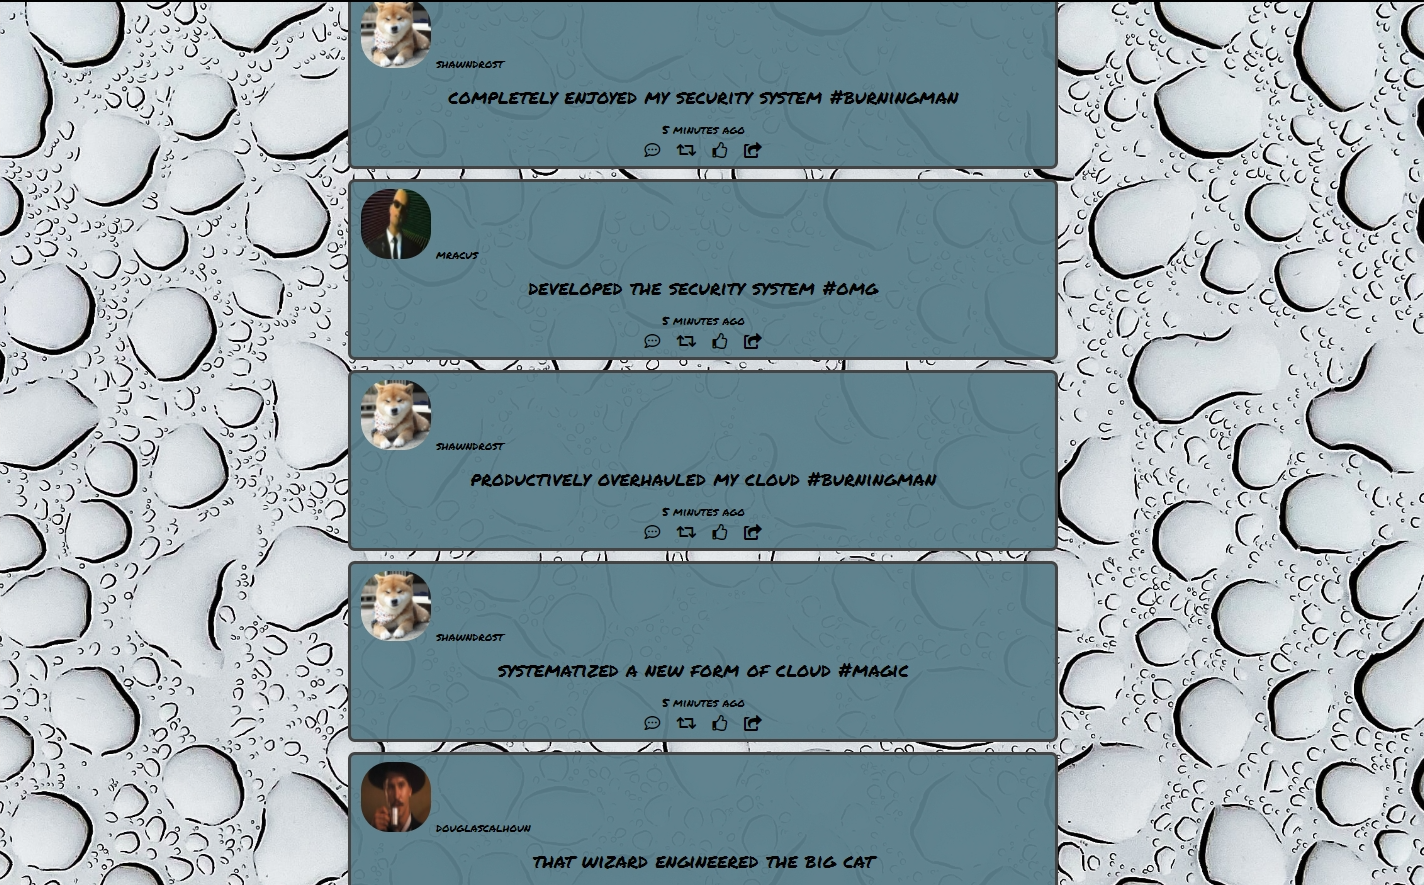 SHAWNDROST
COMPLETELY ENJOYED MY SECURITY SYSTEM #BURNINGMAN
5 MINUTES AGO
MRACUS
DEVELOPED THE SECURITY SYSTEM #OMG
5 MINUTES AGO
SHAWNDROST
PRODUCTIVELY OVERHAULED MY CLOUD #BURNINGMAN
5 MINUTES AGO
SHAWNDROST
SYSTEMATIZED A NEW FORM OF CLOUD #MAGIC
5 MINUTES AGO
DOUGLASCALHOUN
THAT WIZARD ENGINEERED THE BIG CAT